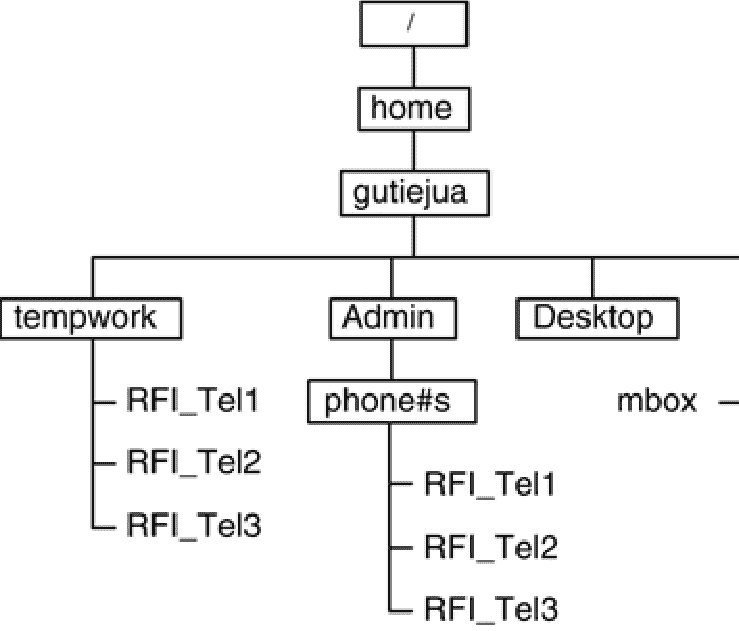 /
home
gutiejua
tempwork
Admin
Desktop
RFI_Tel1
phone#s
mbox
RFI_Tel2
RFI_Tel1
RFI_Tel3
RFI_Tel2
RFI_Tel3